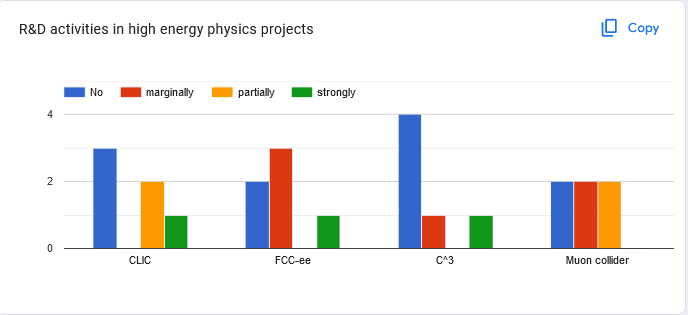 R&D activities in high energy physics projects
Copy
No marginally partially strongly
4
2
0
CLIC FCC-ee C^3 Muon collider